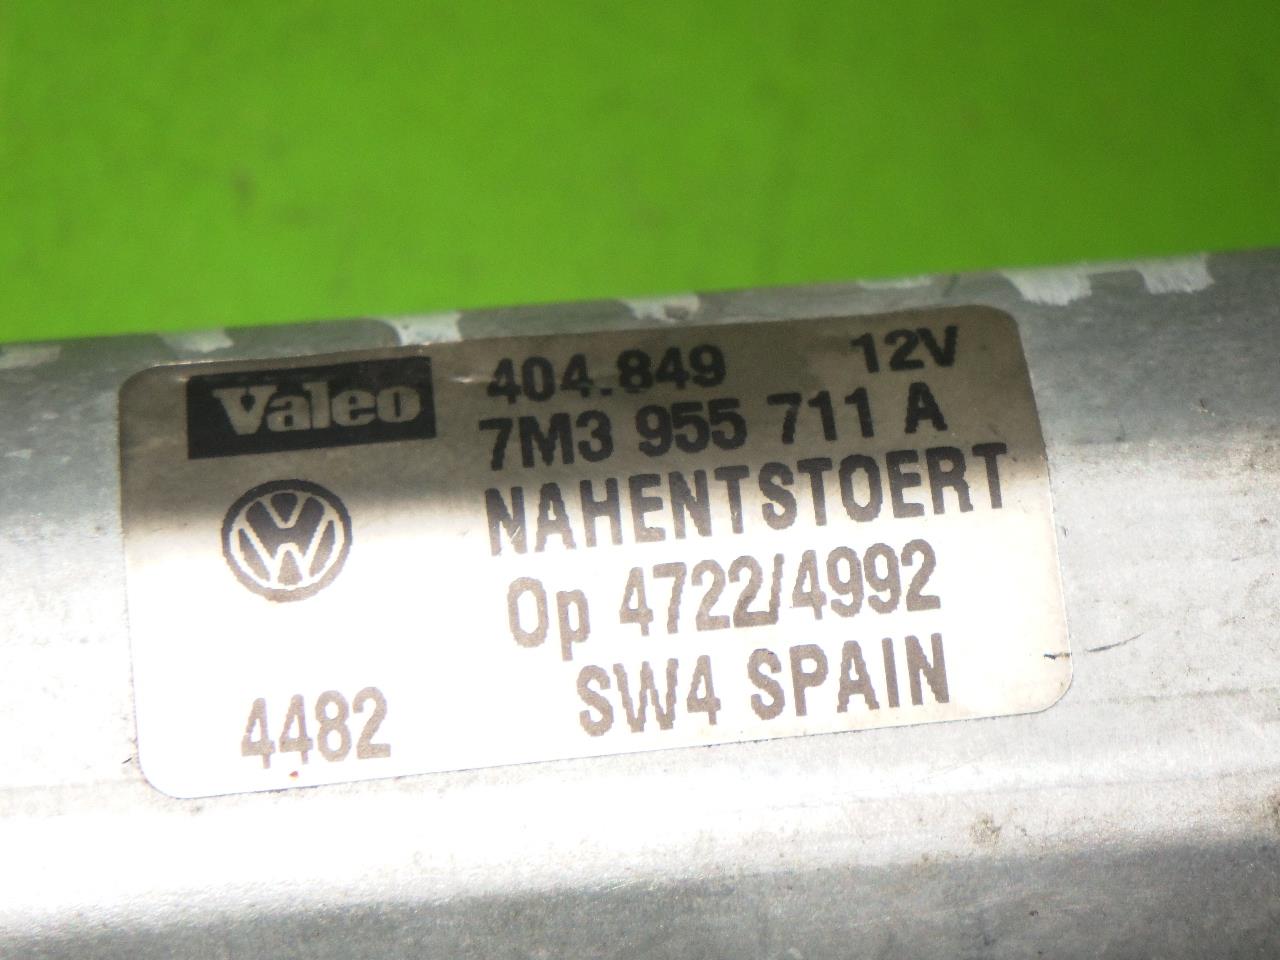 Valeo 404.849 12V
7M3 955 711 A
NAHENTSTOERT
Op 4722/4992
SW4 SPAIN
4482